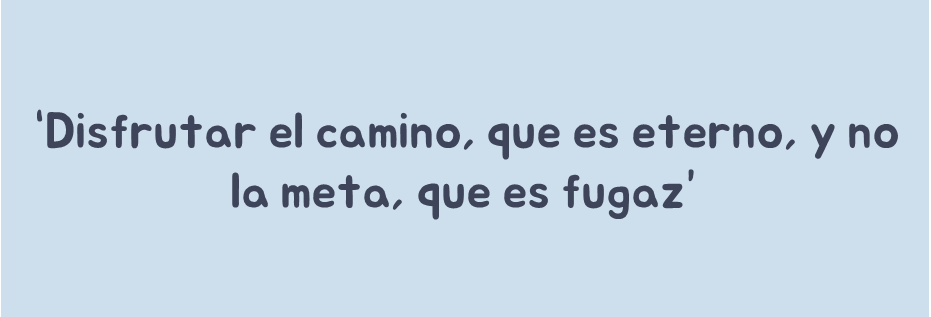 'Disfrutar el camino, que es eterno, y no
la meta, que es fugaz'